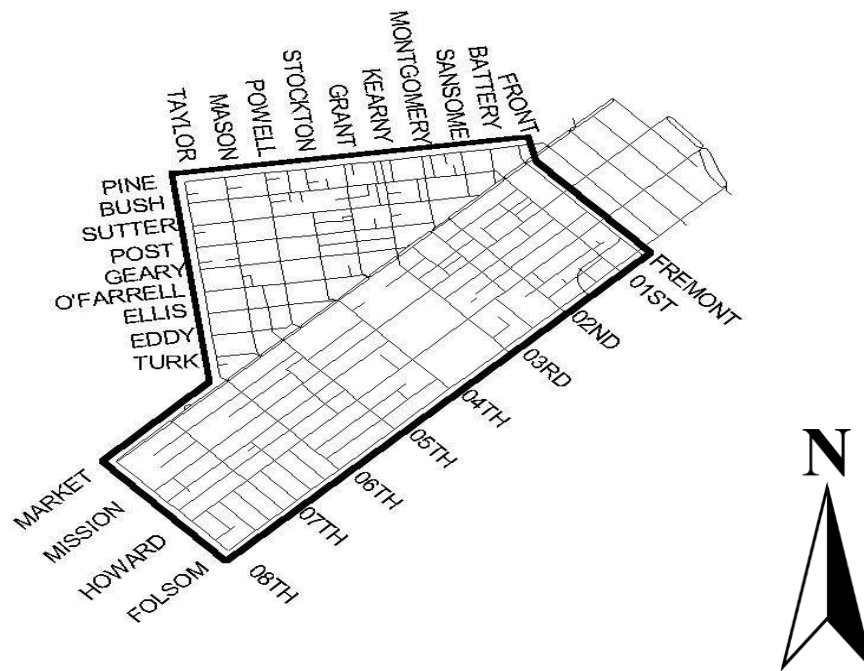 TAYLOR
MASON
POWELL
STOCKTON
GRANT
KEARNY
MONTGOMERY
SANSOME
BATTERY
FRONT
PINE
BUSH
SUTTER
POST
GEARY
O'FARRELL
ELLIS
EDDY
TURK
MARKET
MISSION
HOWARD
FOLSOM
08TH
07TH
06TH
05TH
04TH
03RD
02ND
01ST
FREMONT
N